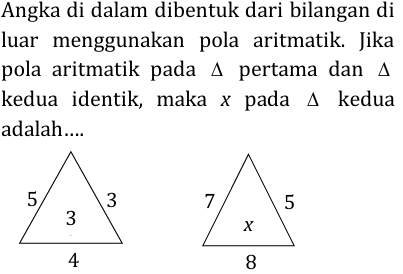 Angka di dalam dibentuk dari bilangan di
luar menggunakan pola aritmatik. Jika
pola aritmatik pada Δ pertama dan Δ
kedua identik, maka x pada Δ kedua
adalah....
5 3 7 5
3 x
4 8